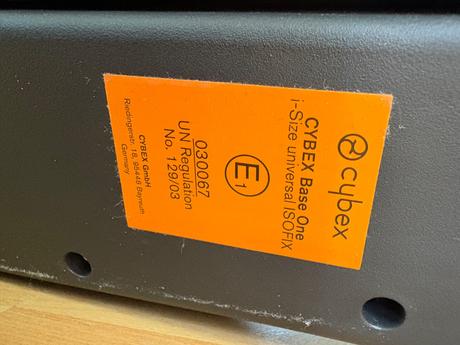 cybex
CYBEX Base One
i-Size universal ISOFIX
E1
030067
UN Regulation
No. 129/03
CYBEX GmbH
Riedingerstr. 18, 95448 Bayreuth
Germany